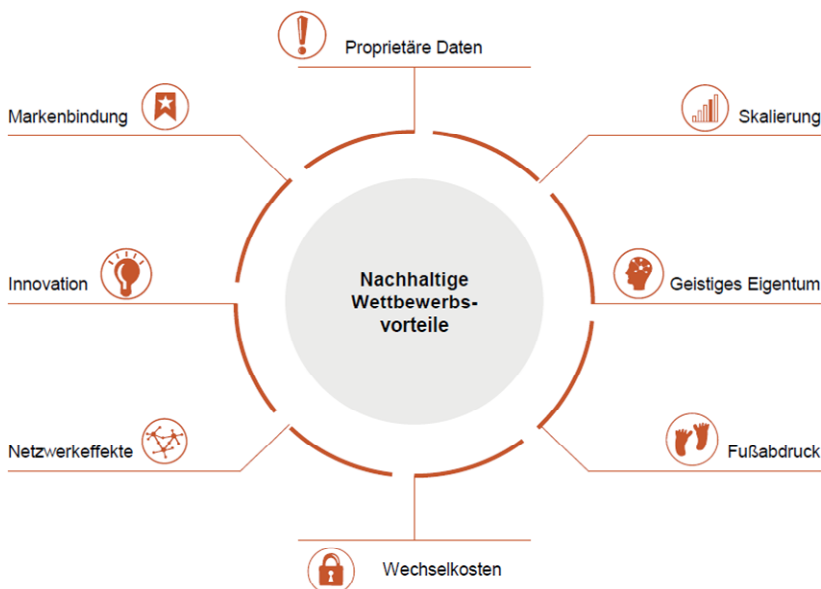 Proprietäre Daten
Markenbindung
Skalierung
Innovation
Nachhaltige
Wettbewerbs-
vorteile
Geistiges Eigentum
Netzwerkeffekte
Fußabdruck
Wechselkosten